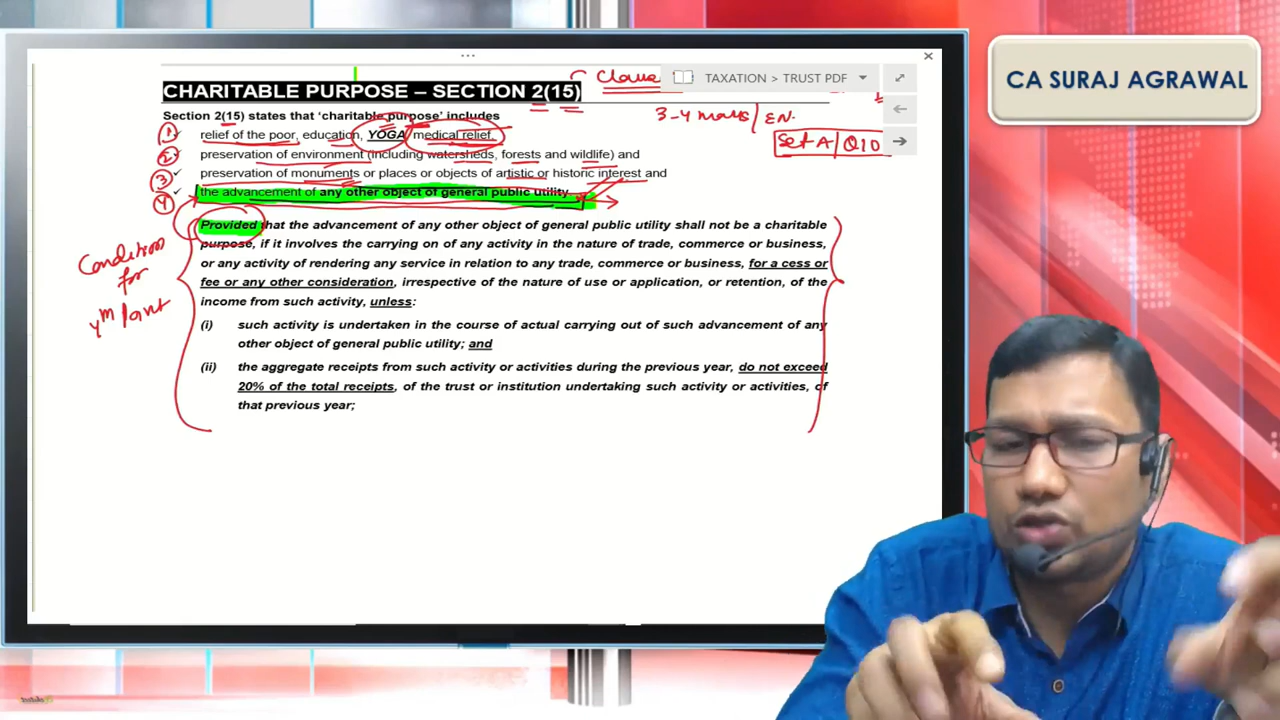 CA SURAJ AGRAWAL
TAXATION > TRUST PDF
CHARITABLE PURPOSE – SECTION 2(15)
3-4 marks/
Set A/Q10
Section 2(15) states that ‘charitable purpose’ includes
① ✓ relief of the poor, education, YOGA, medical relief,
② ✓ preservation of environment (including watersheds, forests and wildlife) and
③ ✓ preservation of monuments or places or objects of artistic or historic interest and
④ ✓ the advancement of any other object of general public utility.
Provided that the advancement of any other object of general public utility shall not be a charitable
purpose, if it involves the carrying on of any activity in the nature of trade, commerce or business,
or any activity of rendering any service in relation to any trade, commerce or business, for a cess or
fee or any other consideration, irrespective of the nature of use or application, or retention, of the
income from such activity, unless:
(i) such activity is undertaken in the course of actual carrying out of such advancement of any
other object of general public utility; and
(ii) the aggregate receipts from such activity or activities during the previous year, do not exceed
20% of the total receipts, of the trust or institution undertaking such activity or activities, of
that previous year;
Condition
for